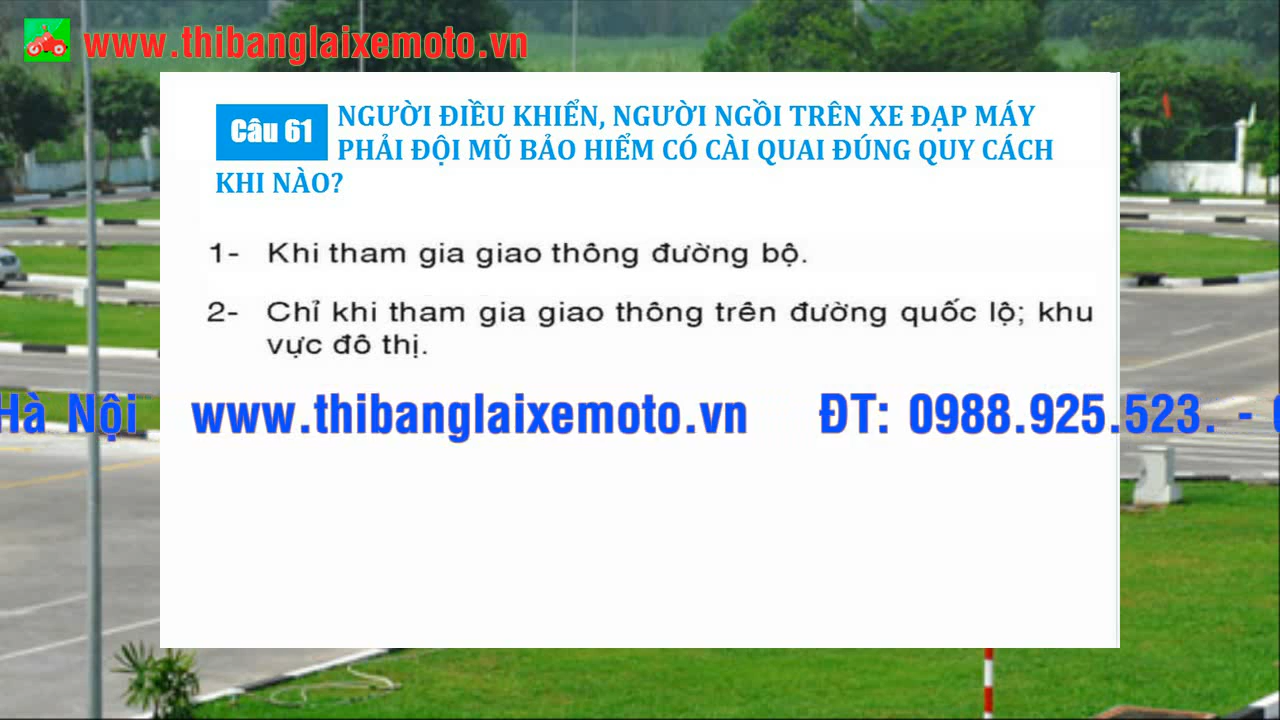 www.thibanglaixemoto.vn
Câu 61 NGƯỜI ĐIỀU KHIỂN, NGƯỜI NGỒI TRÊN XE ĐẠP MÁY
PHẢI ĐỘI MŨ BẢO HIỂM CÓ CÀI QUAI ĐÚNG QUY CÁCH
KHI NÀO?
1- Khi tham gia giao thông đường bộ.
2- Chỉ khi tham gia giao thông trên đường quốc lộ; khu
vực đô thị.
Hà Nội www.thibanglaixemoto.vn ĐT: 0988.925.523. -